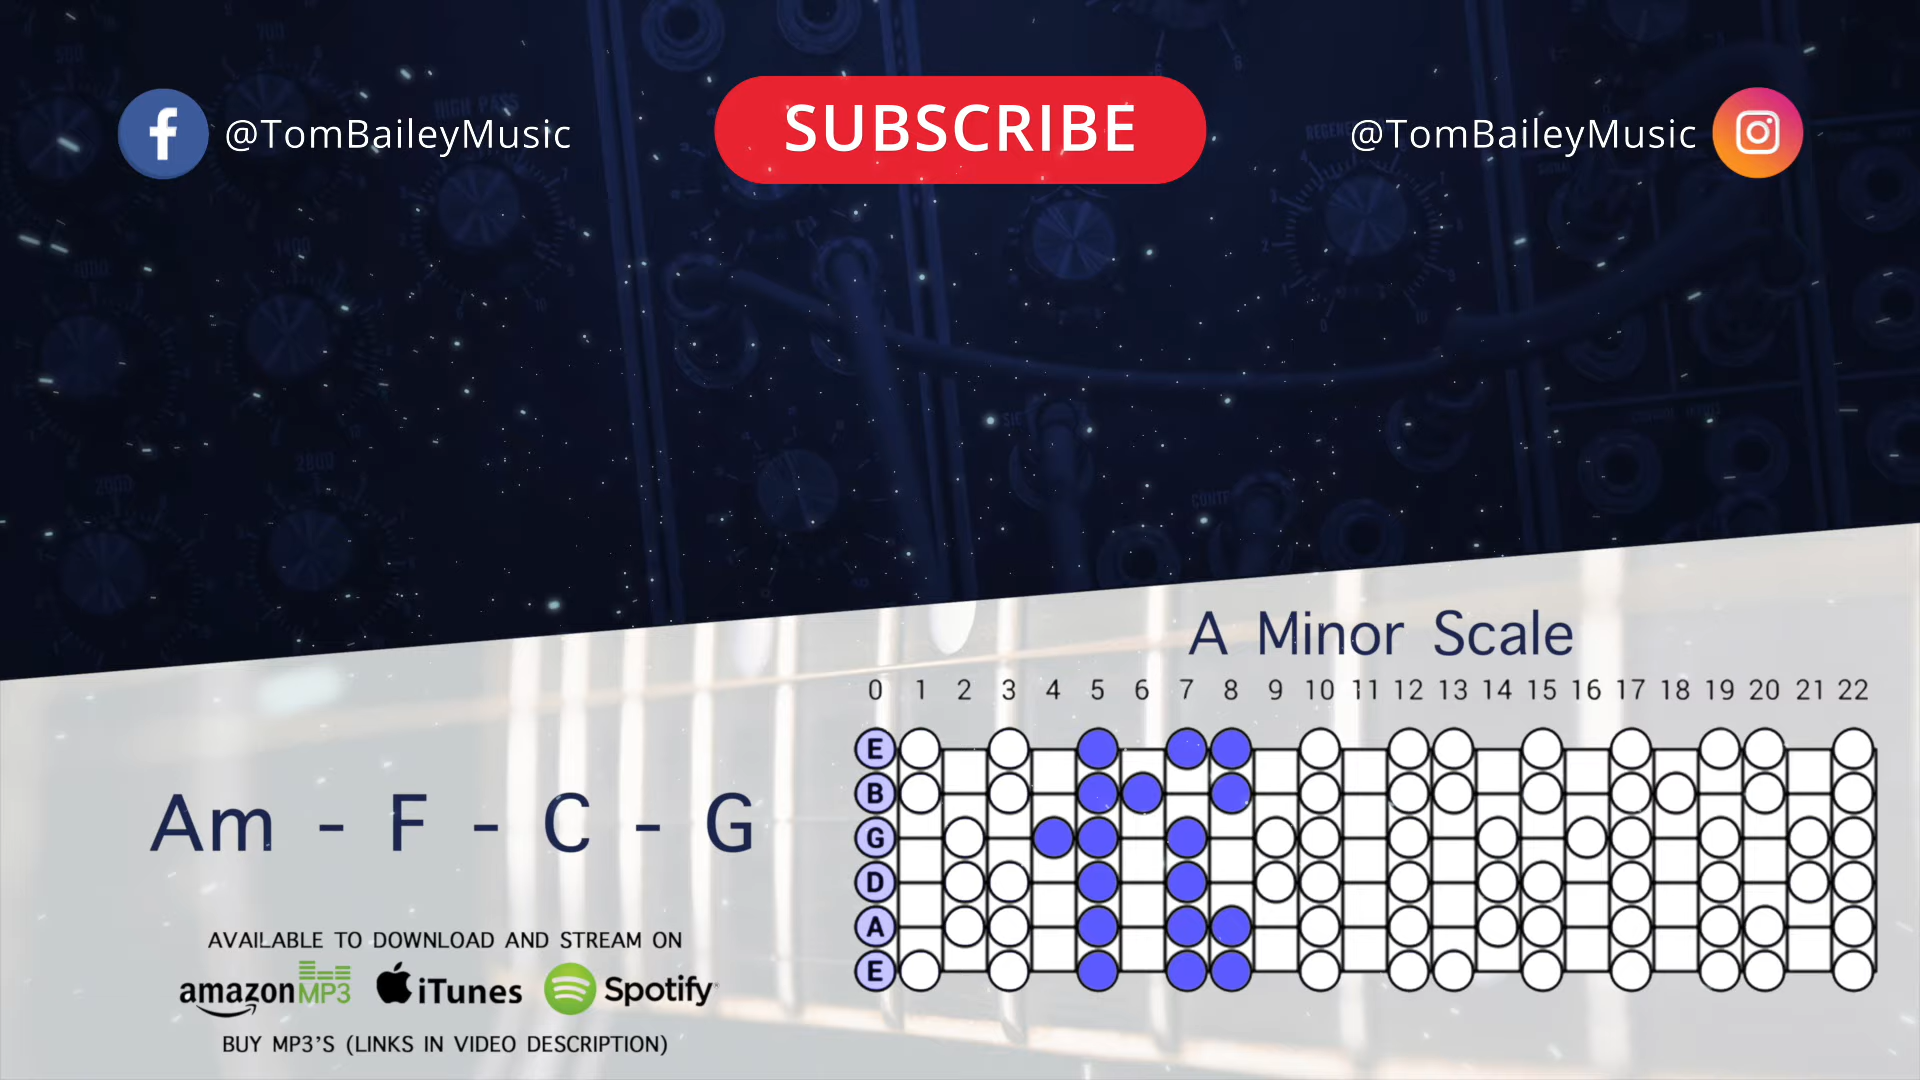 @TomBaileyMusic
SUBSCRIBE
@TomBaileyMusic
HIGH PASS
A Minor Scale
0 1 2 3 4 5 6 7 8 9 10 11 12 13 14 15 16 17 18 19 20 21 22
E
B
G
D
A
E
Am - F - C - G
AVAILABLE TO DOWNLOAD AND STREAM ON
amazonMP3 iTunes Spotify
BUY MP3'S (LINKS IN VIDEO DESCRIPTION)